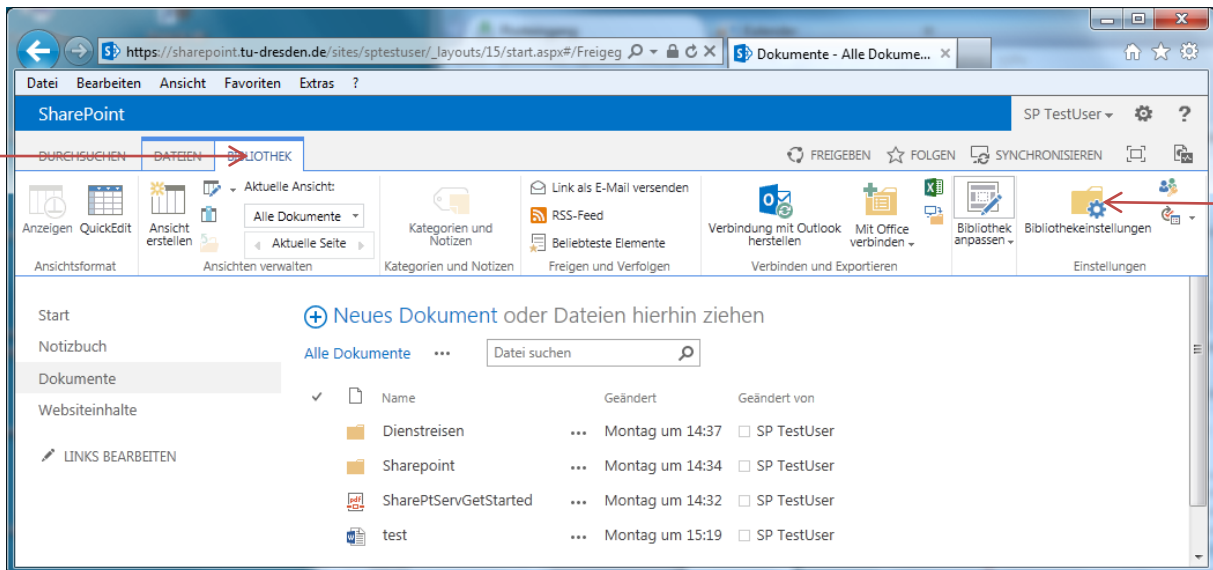 https://sharepoint.tu-dresden.de/sites/sptestuser/_layouts/15/start.aspx#/Freigeg
Dokumente - Alle Dokume...
Datei Bearbeiten Ansicht Favoriten Extras ?
SharePoint SP TestUser ?
DURCHSUCHEN DATEIEN BIBLIOTHEK FREIGEBEN FOLGEN SYNCHRONISIEREN
Anzeigen QuickEdit
Ansichtsformat
Ansicht
erstellen
Aktuelle Ansicht:
Alle Dokumente
Aktuelle Seite
Ansichten verwalten
Kategorien und
Notizen
Kategorien und Notizen
Link als E-Mail versenden
RSS-Feed
Beliebteste Elemente
Freigen und Verfolgen
Verbindung mit Outlook
herstellen
Mit Office
verbinden
Verbinden und Exportieren
Bibliothek
anpassen
Bibliothekeinstellungen
Einstellungen
Start
Notizbuch
Dokumente
Websiteinhalte
LINKS BEARBEITEN
Neues Dokument oder Dateien hierhin ziehen
Alle Dokumente ... Datei suchen
Name Geändert Geändert von
Dienstreisen ... Montag um 14:37 SP TestUser
Sharepoint ... Montag um 14:34 SP TestUser
SharePtServGetStarted ... Montag um 14:32 SP TestUser
test ... Montag um 15:19 SP TestUser